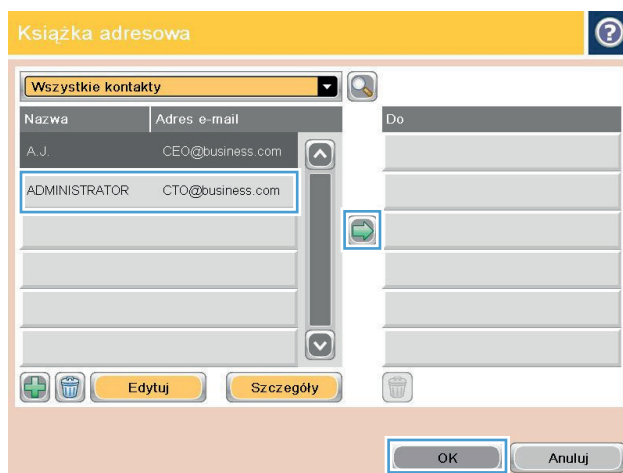 Książka adresowa
Wszystkie kontakty
Nazwa Adres e-mail Do
A.J. CEO@business.com
ADMINISTRATOR CTO@business.com
Edytuj Szczegóły
OK Anuluj